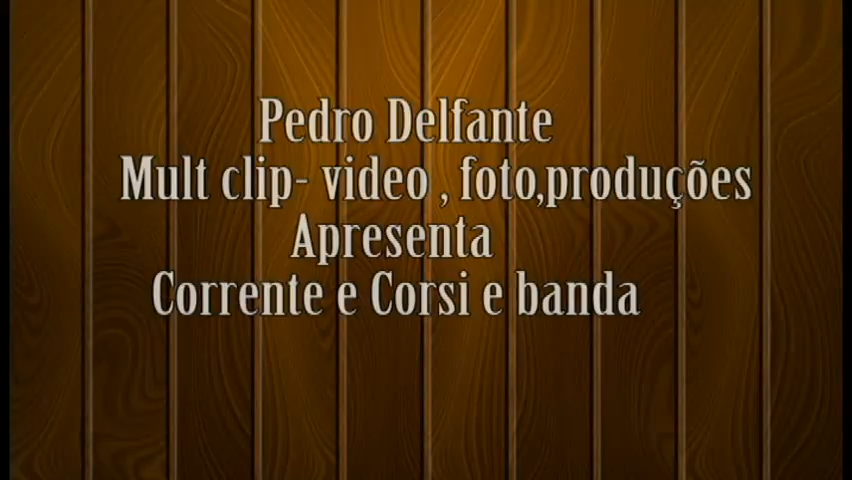 Pedro Delfante
Mult clip- video , foto,produções
Apresenta
Corrente e Corsi e banda